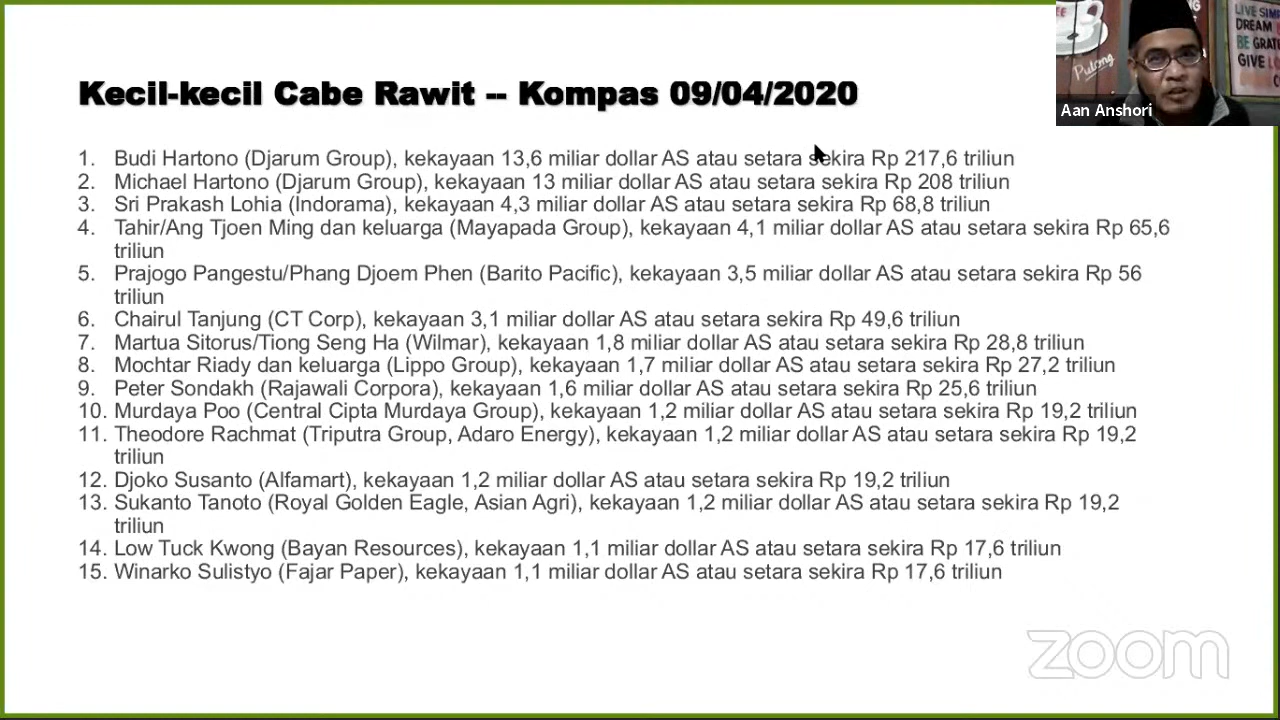 Kecil-kecil Cabe Rawit -- Kompas 09/04/2020
1. Budi Hartono (Djarum Group), kekayaan 13,6 miliar dollar AS atau setara sekira Rp 217,6 triliun
2. Michael Hartono (Djarum Group), kekayaan 13 miliar dollar AS atau setara sekira Rp 208 triliun
3. Sri Prakash Lohia (Indorama), kekayaan 4,3 miliar dollar AS atau setara sekira Rp 68,8 triliun
4. Tahir/Ang Tjoen Ming dan keluarga (Mayapada Group), kekayaan 4,1 miliar dollar AS atau setara sekira Rp 65,6
triliun
5. Prajogo Pangestu/Phang Djoem Phen (Barito Pacific), kekayaan 3,5 miliar dollar AS atau setara sekira Rp 56
triliun
6. Chairul Tanjung (CT Corp), kekayaan 3,1 miliar dollar AS atau setara sekira Rp 49,6 triliun
7. Martua Sitorus/Tiong Seng Ha (Wilmar), kekayaan 1,8 miliar dollar AS atau setara sekira Rp 28,8 triliun
8. Mochtar Riady dan keluarga (Lippo Group), kekayaan 1,7 miliar dollar AS atau setara sekira Rp 27,2 triliun
9. Peter Sondakh (Rajawali Corpora), kekayaan 1,6 miliar dollar AS atau setara sekira Rp 25,6 triliun
10. Murdaya Poo (Central Cipta Murdaya Group), kekayaan 1,2 miliar dollar AS atau setara sekira Rp 19,2 triliun
11. Theodore Rachmat (Triputra Group, Adaro Energy), kekayaan 1,2 miliar dollar AS atau setara sekira Rp 19,2
triliun
12. Djoko Susanto (Alfamart), kekayaan 1,2 miliar dollar AS atau setara sekira Rp 19,2 triliun
13. Sukanto Tanoto (Royal Golden Eagle, Asian Agri), kekayaan 1,2 miliar dollar AS atau setara sekira Rp 19,2
triliun
14. Low Tuck Kwong (Bayan Resources), kekayaan 1,1 miliar dollar AS atau setara sekira Rp 17,6 triliun
15. Winarko Sulistyo (Fajar Paper), kekayaan 1,1 miliar dollar AS atau setara sekira Rp 17,6 triliun
Pulong
LIVE
DREAM
BE
GIVE
Aan Anshori
zoom